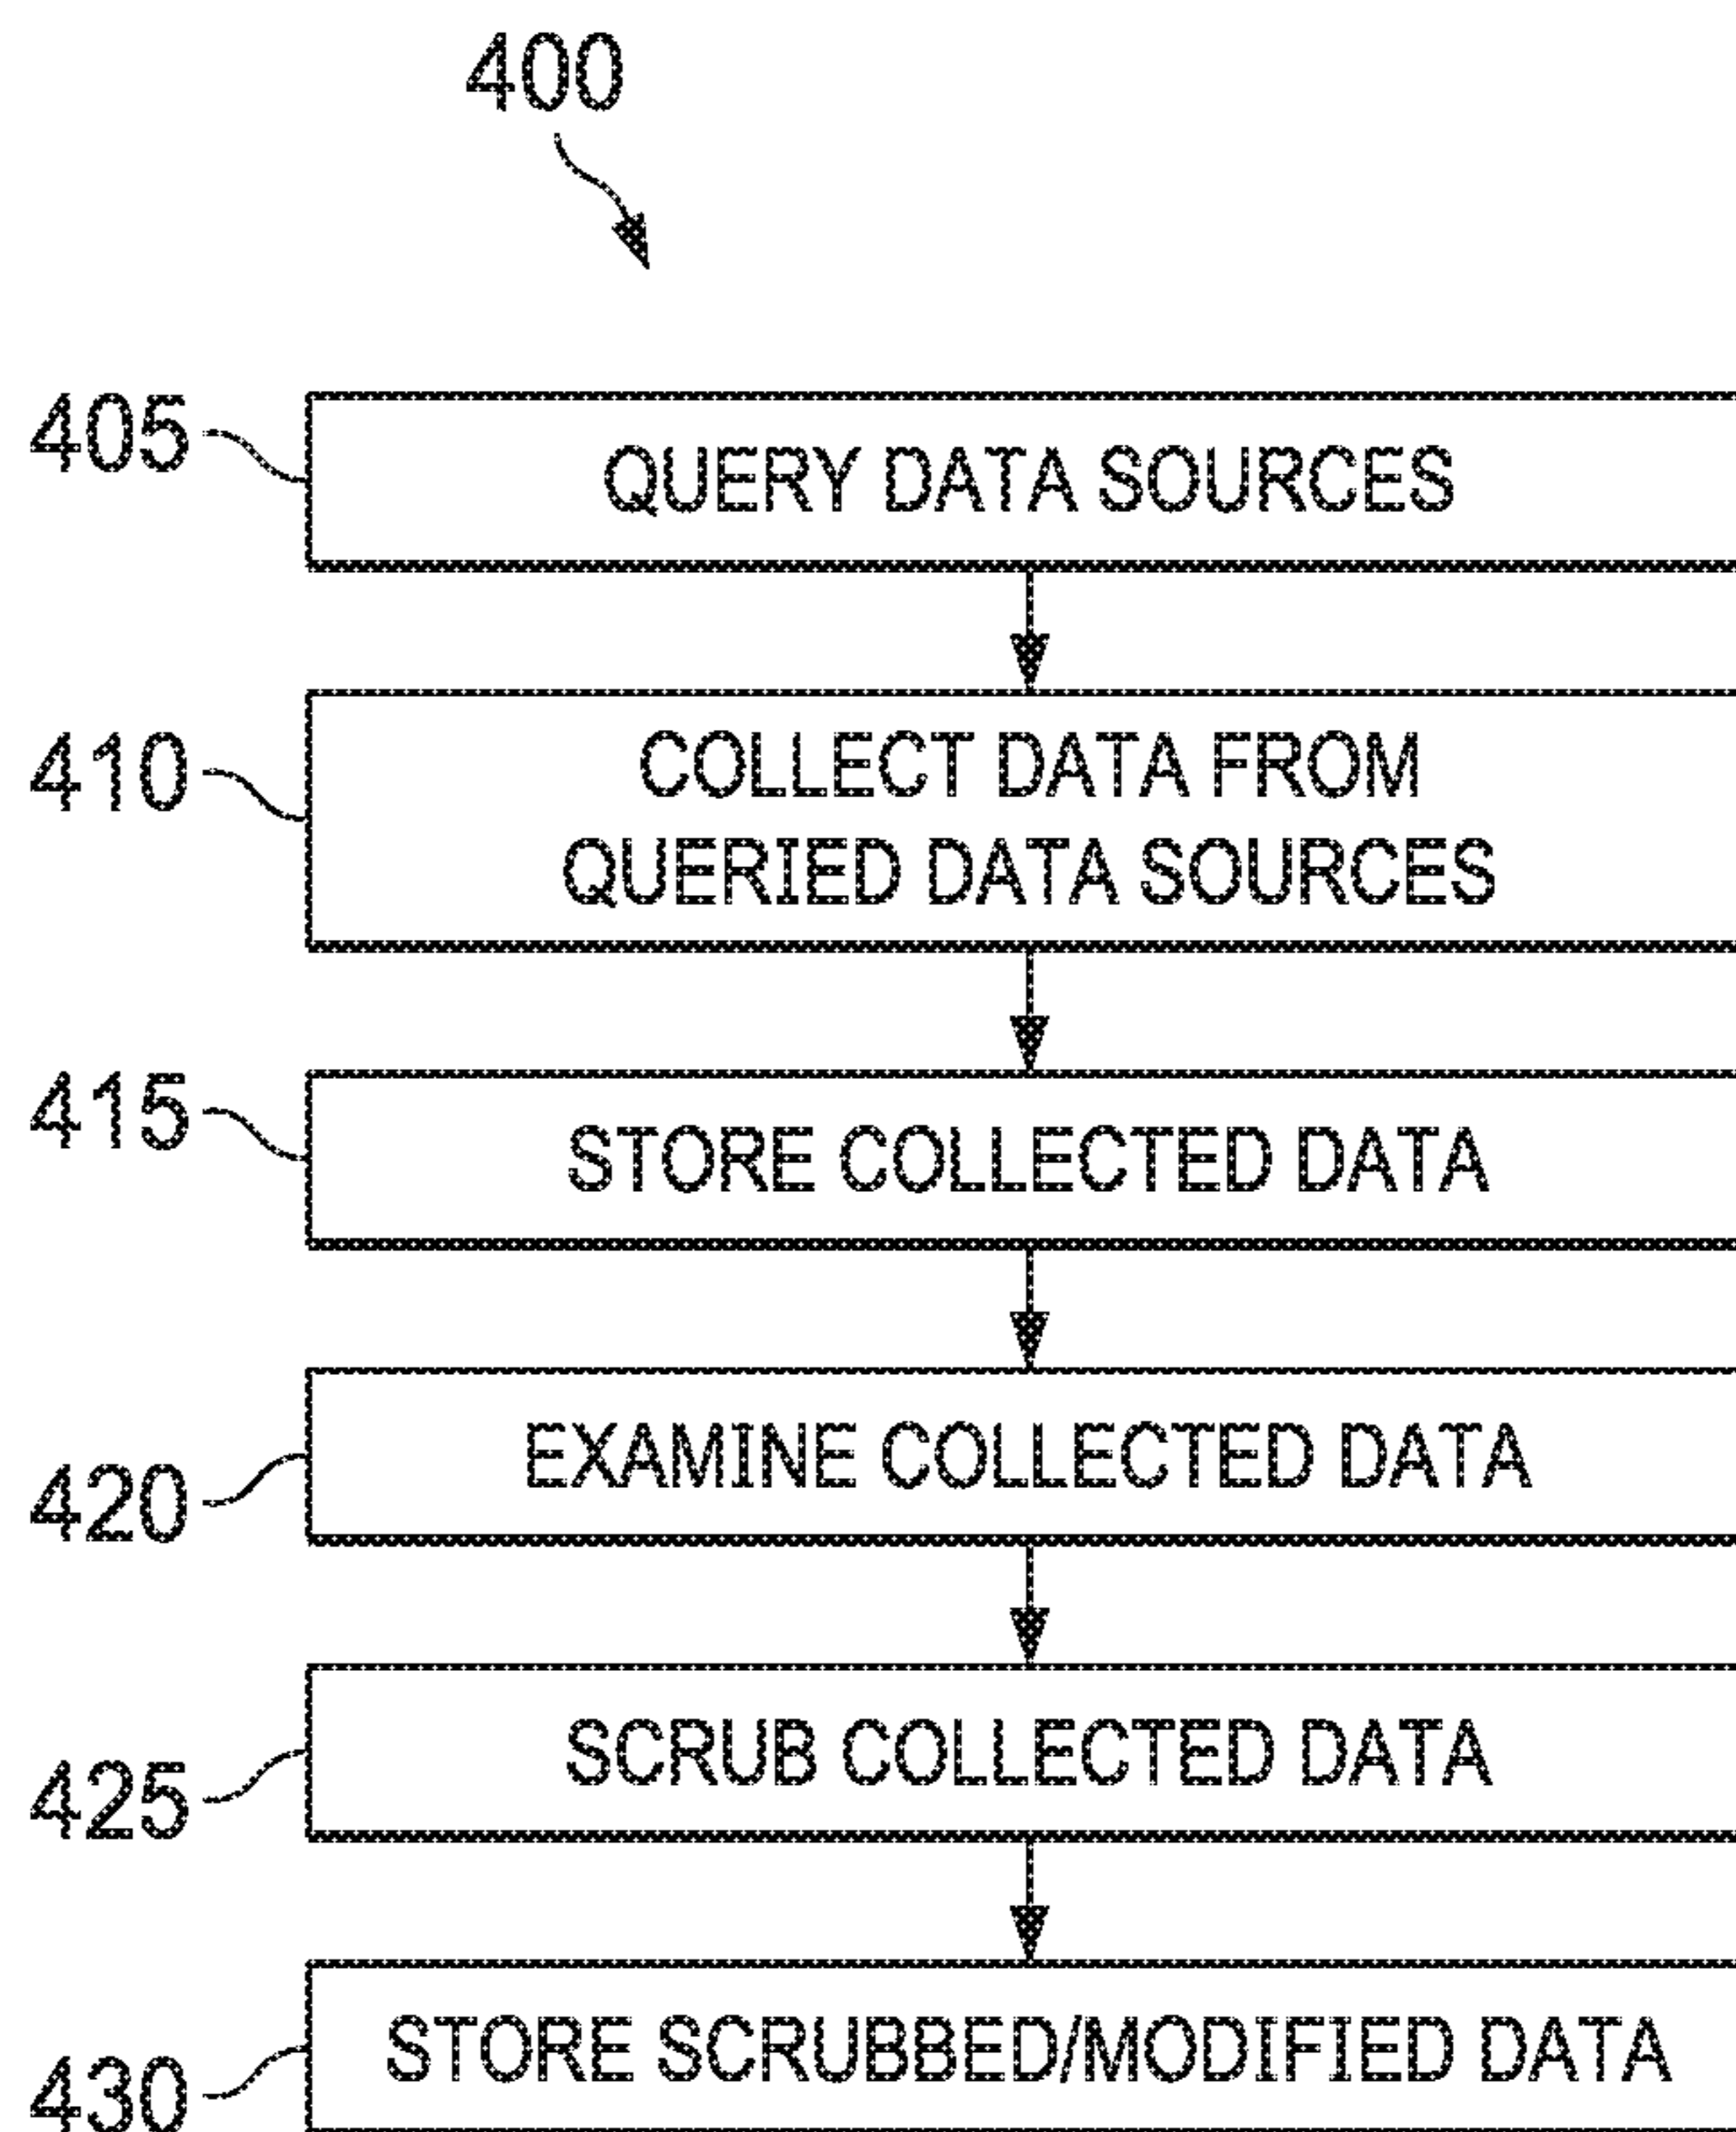 400
405
QUERY DATA SOURCES
410
COLLECT DATA FROM
QUERIED DATA SOURCES
415
STORE COLLECTED DATA
420
EXAMINE COLLECTED DATA
425
SCRUB COLLECTED DATA
430
STORE SCRUBBED/MODIFIED DATA